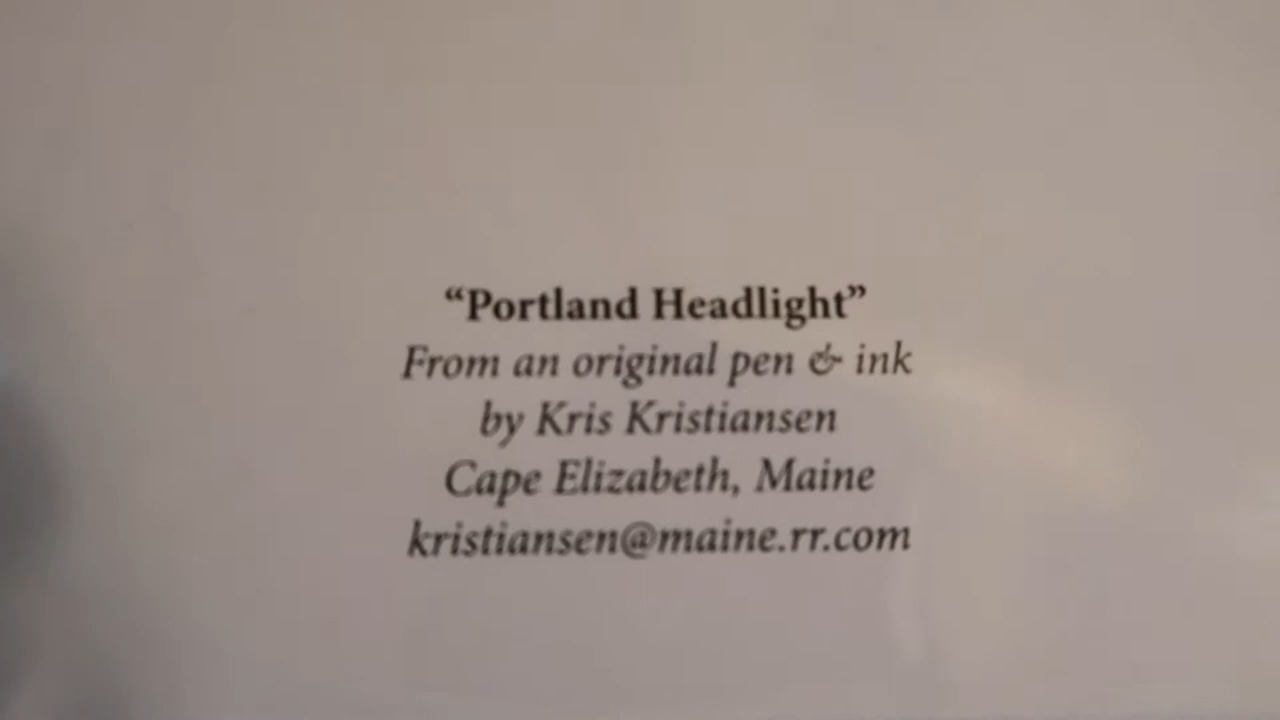 “Portland Headlight”
From an original pen & ink
by Kris Kristiansen
Cape Elizabeth, Maine
kristiansen@maine.rr.com